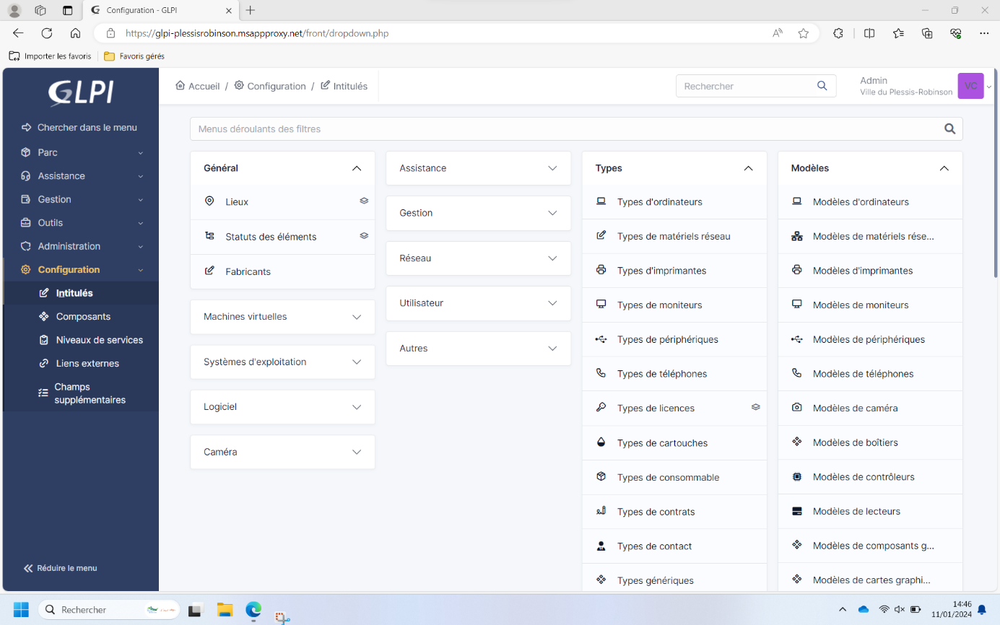 Configuration - GLPI
https://glpi-plessisrobinson.msappproxy.net/front/dropdown.php
Importer les favoris
Favoris gérés
GLPI
Chercher dans le menu
Parc
Assistance
Gestion
Outils
Administration
Configuration
Intitulés
Composants
Niveaux de services
Liens externes
Champs
supplémentaires
Réduire le menu
Accueil / Configuration / Intitulés
Rechercher
Admin
Ville du Plessis-Robinson
VC
Menus déroulants des filtres
Général
Lieux
Statuts des éléments
Fabricants
Machines virtuelles
Systèmes d'exploitation
Logiciel
Caméra
Assistance
Gestion
Réseau
Utilisateur
Autres
Types
Types d'ordinateurs
Types de matériels réseau
Types d'imprimantes
Types de moniteurs
Types de périphériques
Types de téléphones
Types de licences
Types de cartouches
Types de consommable
Types de contrats
Types de contact
Types génériques
Modèles
Modèles d'ordinateurs
Modèles de matériels rése...
Modèles d'imprimantes
Modèles de moniteurs
Modèles de périphériques
Modèles de téléphones
Modèles de caméra
Modèles de boîtiers
Modèles de contrôleurs
Modèles de lecteurs
Modèles de composants g...
Modèles de cartes graphi...
Rechercher
14:46
11/01/2024